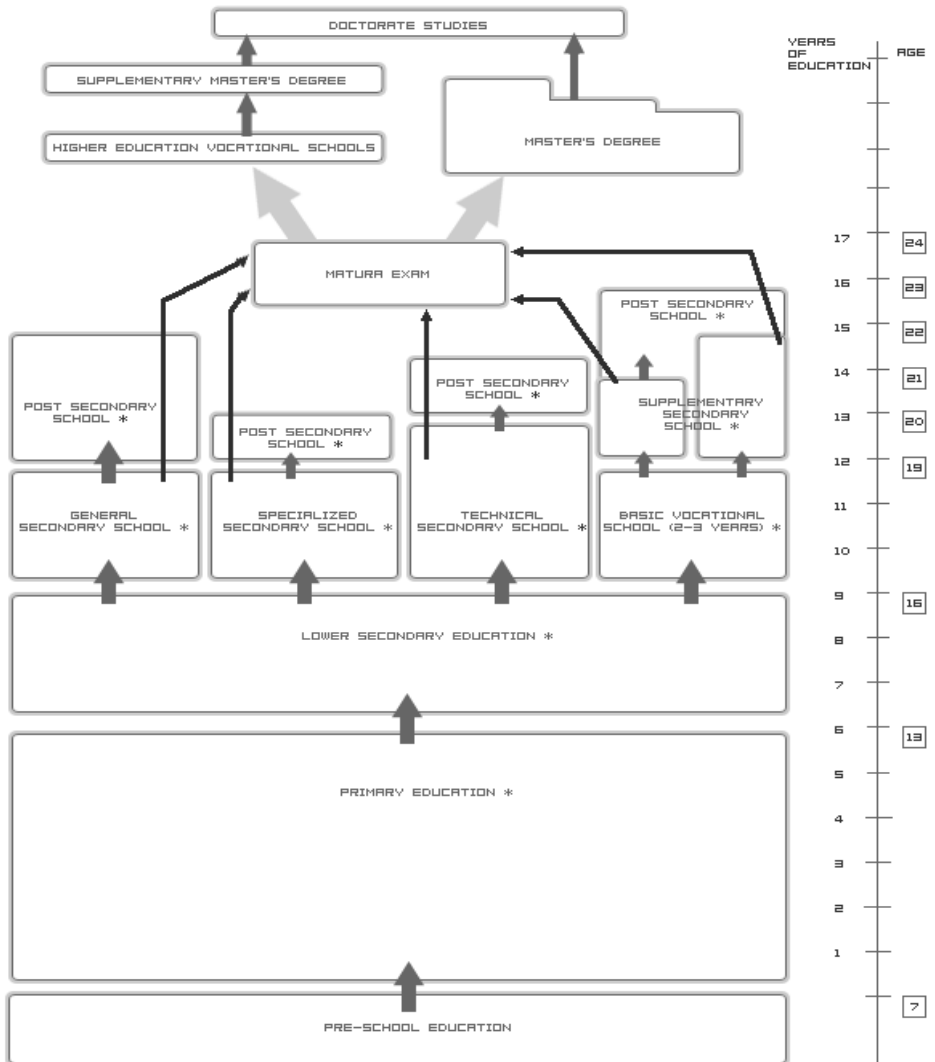 DOCTORATE STUDIES
YEARS
OF
EDUCATION
AGE
SUPPLEMENTARY MASTER'S DEGREE
HIGHER EDUCATION VOCATIONAL SCHOOLS
MASTER'S DEGREE
17
24
MATURA EXAM
16
23
POST SECONDARY
SCHOOL *
15
22
14
21
POST SECONDARY
SCHOOL *
POST SECONDARY
SCHOOL *
SUPPLEMENTARY
SECONDARY
SCHOOL *
13
20
POST SECONDARY
SCHOOL *
12
19
GENERAL
SECONDARY SCHOOL *
SPECIALIZED
SECONDARY SCHOOL *
TECHNICAL
SECONDARY SCHOOL *
BASIC VOCATIONAL
SCHOOL (2-3 YEARS) *
11
10
9
16
LOWER SECONDARY EDUCATION *
8
7
6
13
5
PRIMARY EDUCATION *
4
3
2
1
7
PRE-SCHOOL EDUCATION